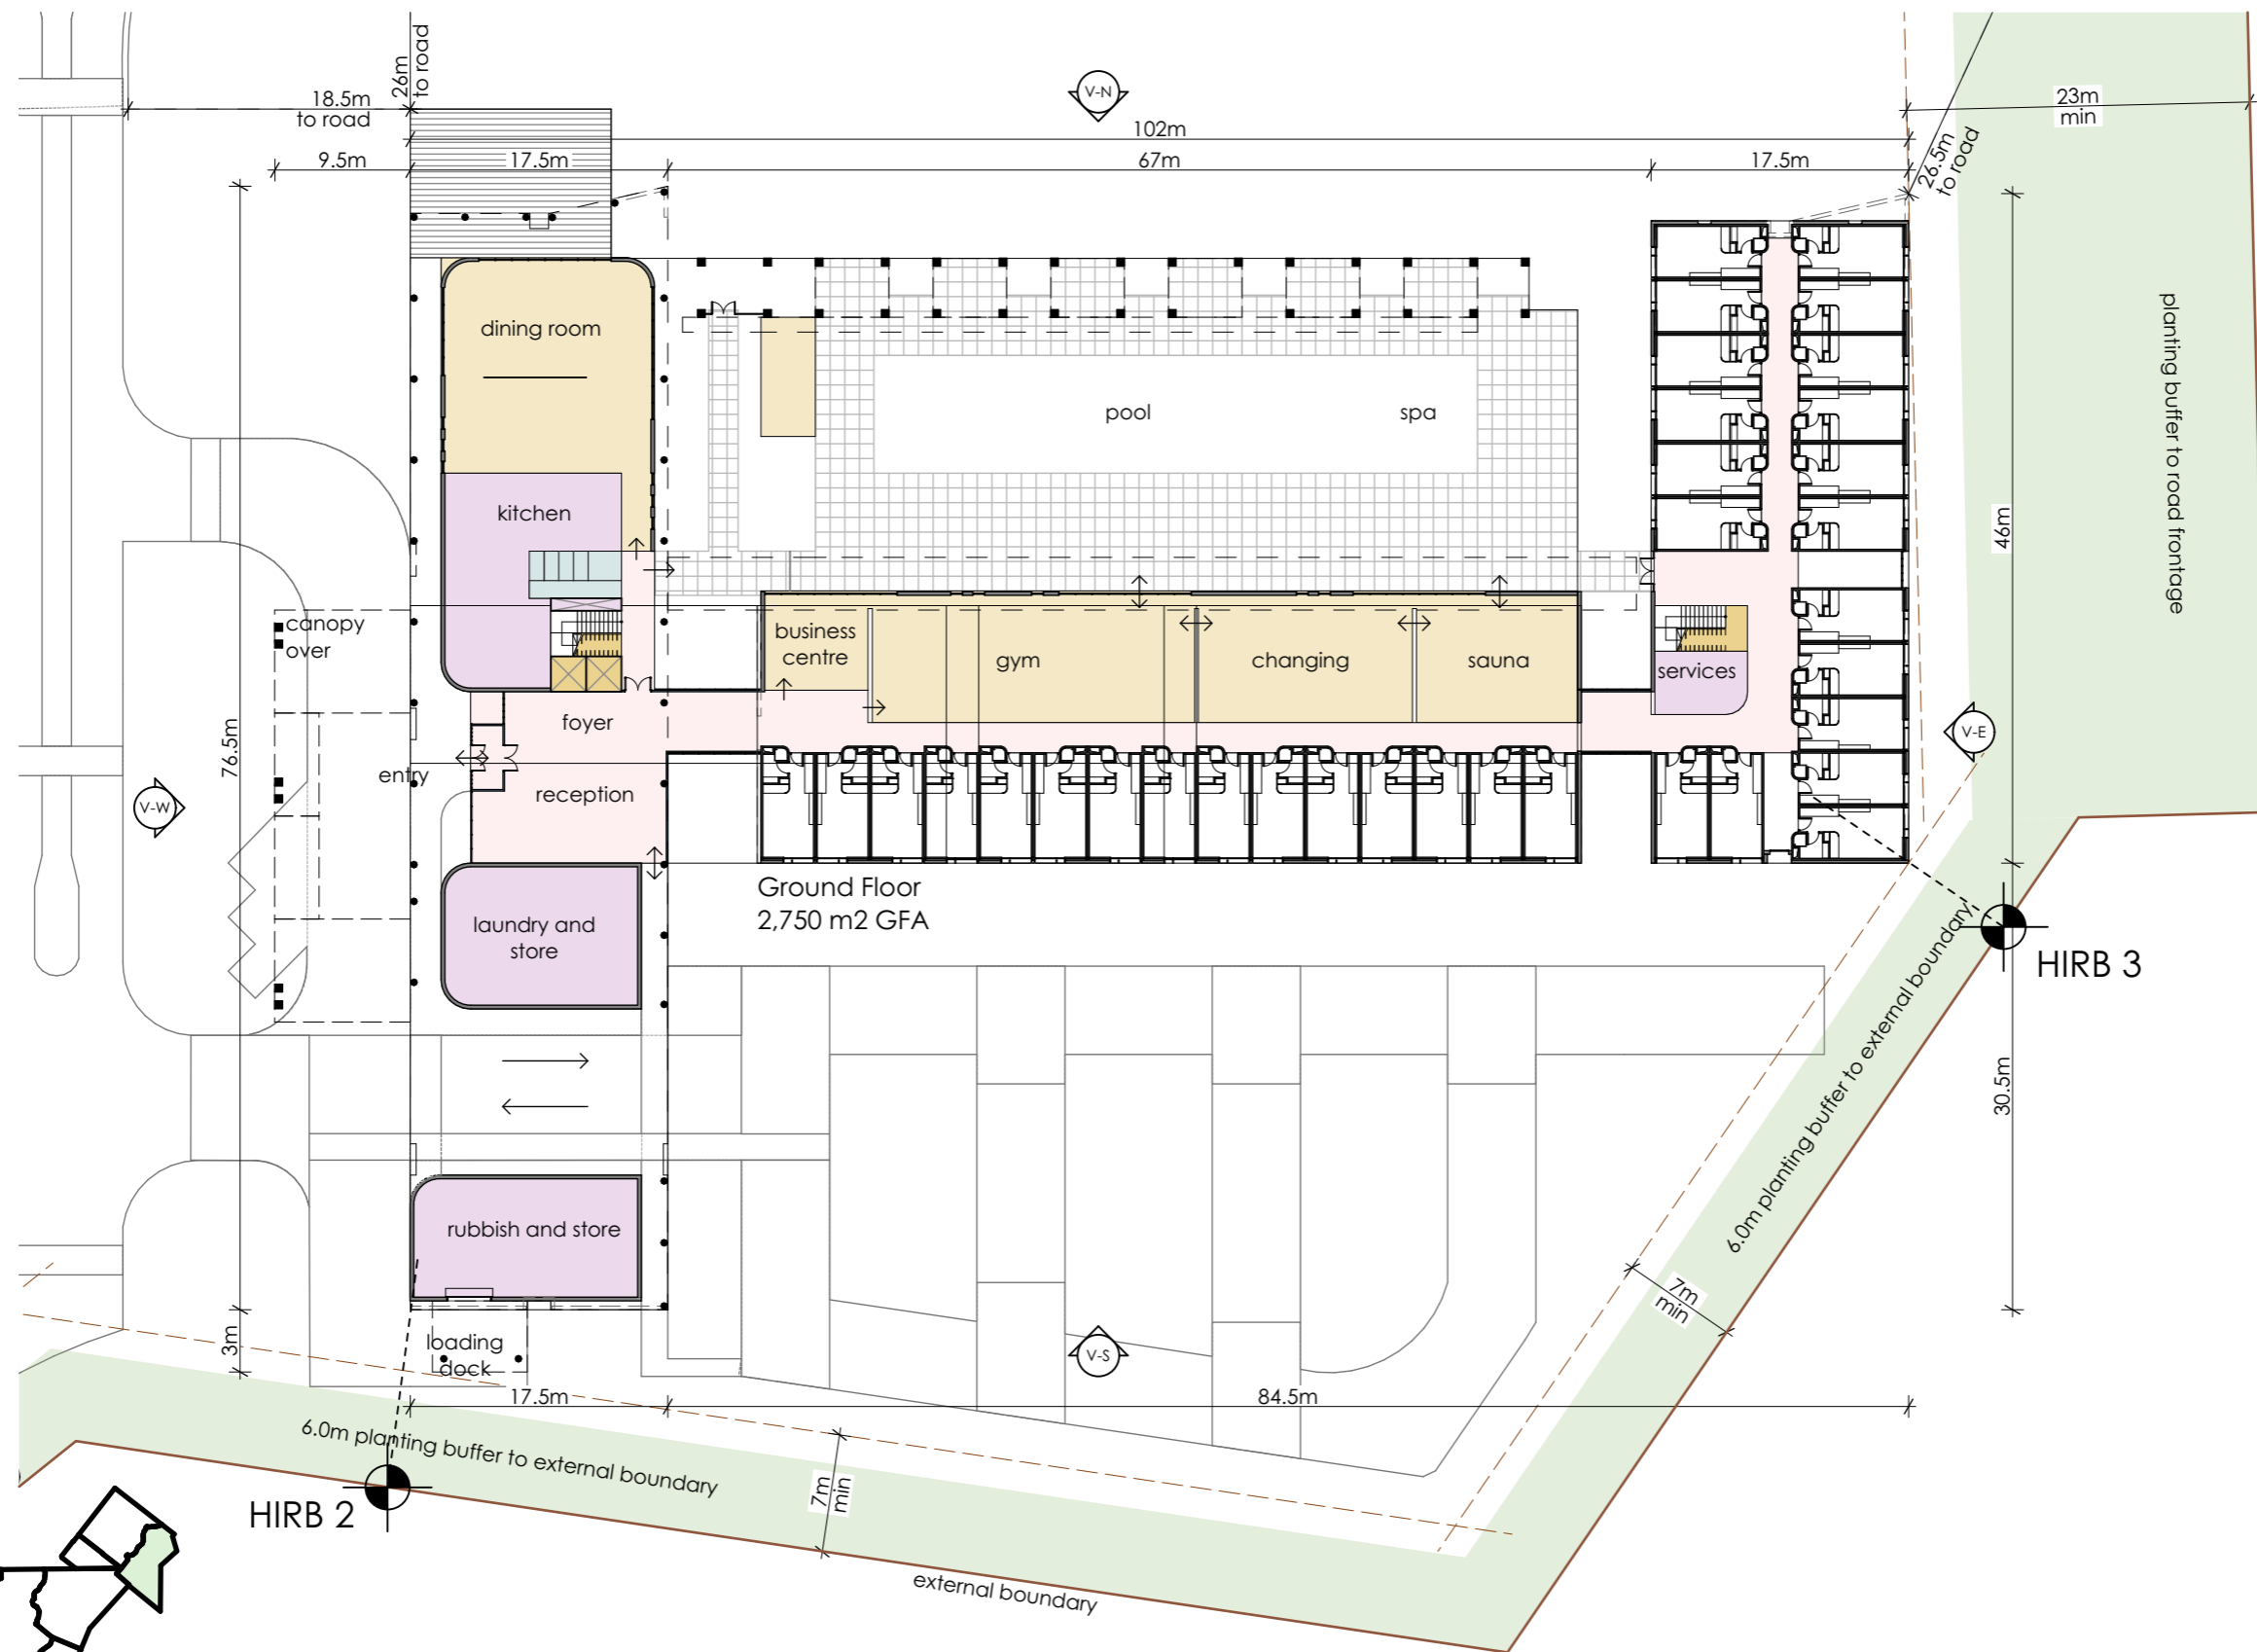 26m
to road
18.5m
to road
V-N
23m
min
102m
9.5m
17.5m
67m
17.5m
26.5m
to road
dining room
planting buffer to road frontage
pool
spa
kitchen
46m
canopy
over
business
centre
gym
changing
sauna
services
foyer
76.5m
V-E
entry
reception
V-W
Ground Floor
2,750 m2 GFA
laundry and
store
HIRB 3
6.0m planting buffer to external boundary
30.5m
rubbish and store
7m
min
3m
loading
dock
V-S
17.5m
84.5m
6.0m planting buffer to external boundary
7m
min
HIRB 2
external boundary